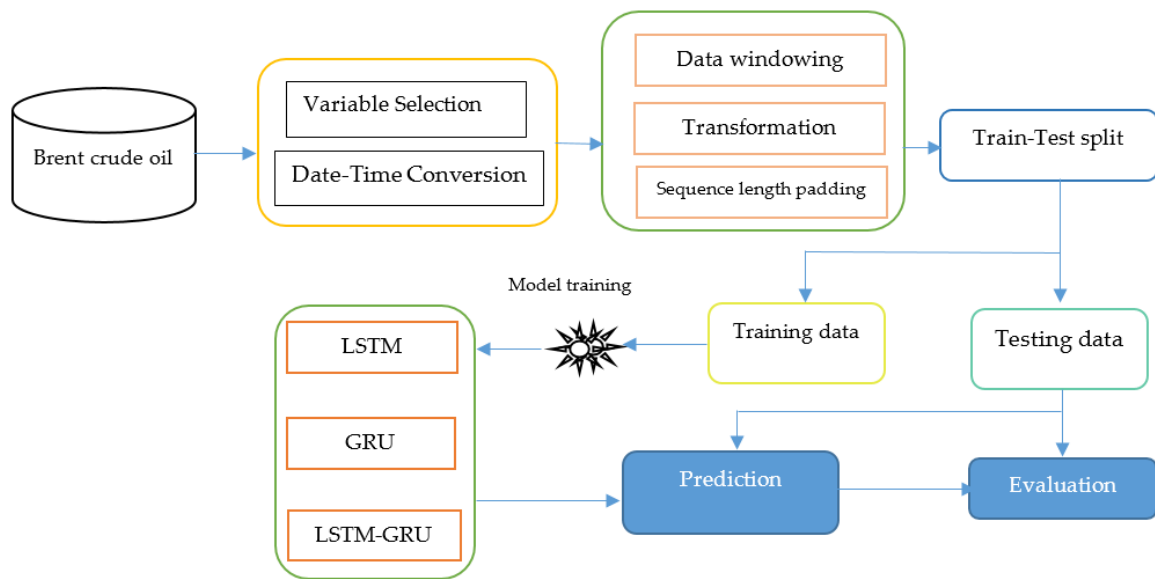 Brent crude oil
Variable Selection
Date-Time Conversion
Data windowing
Transformation
Sequence length padding
Train-Test split
Model training
Training data
Testing data
LSTM
GRU
LSTM-GRU
Prediction
Evaluation